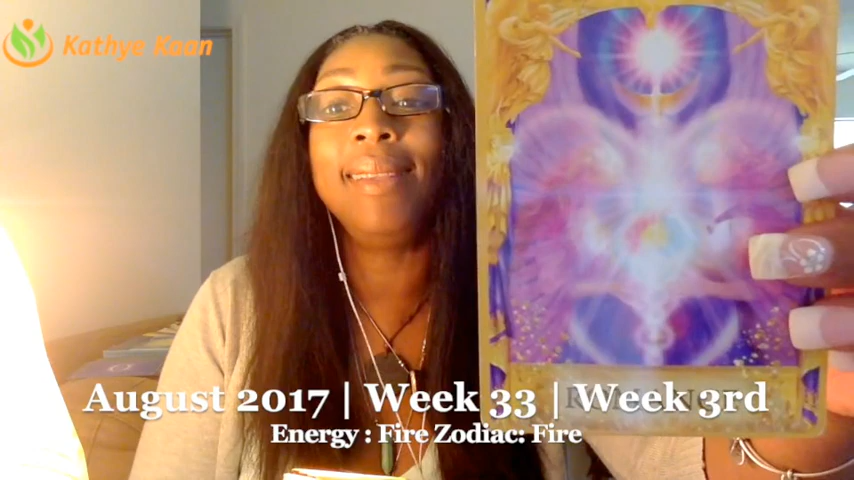 Kathye Kaan
August 2017 | Week 33 | Week 3rd
Energy : Fire Zodiac: Fire